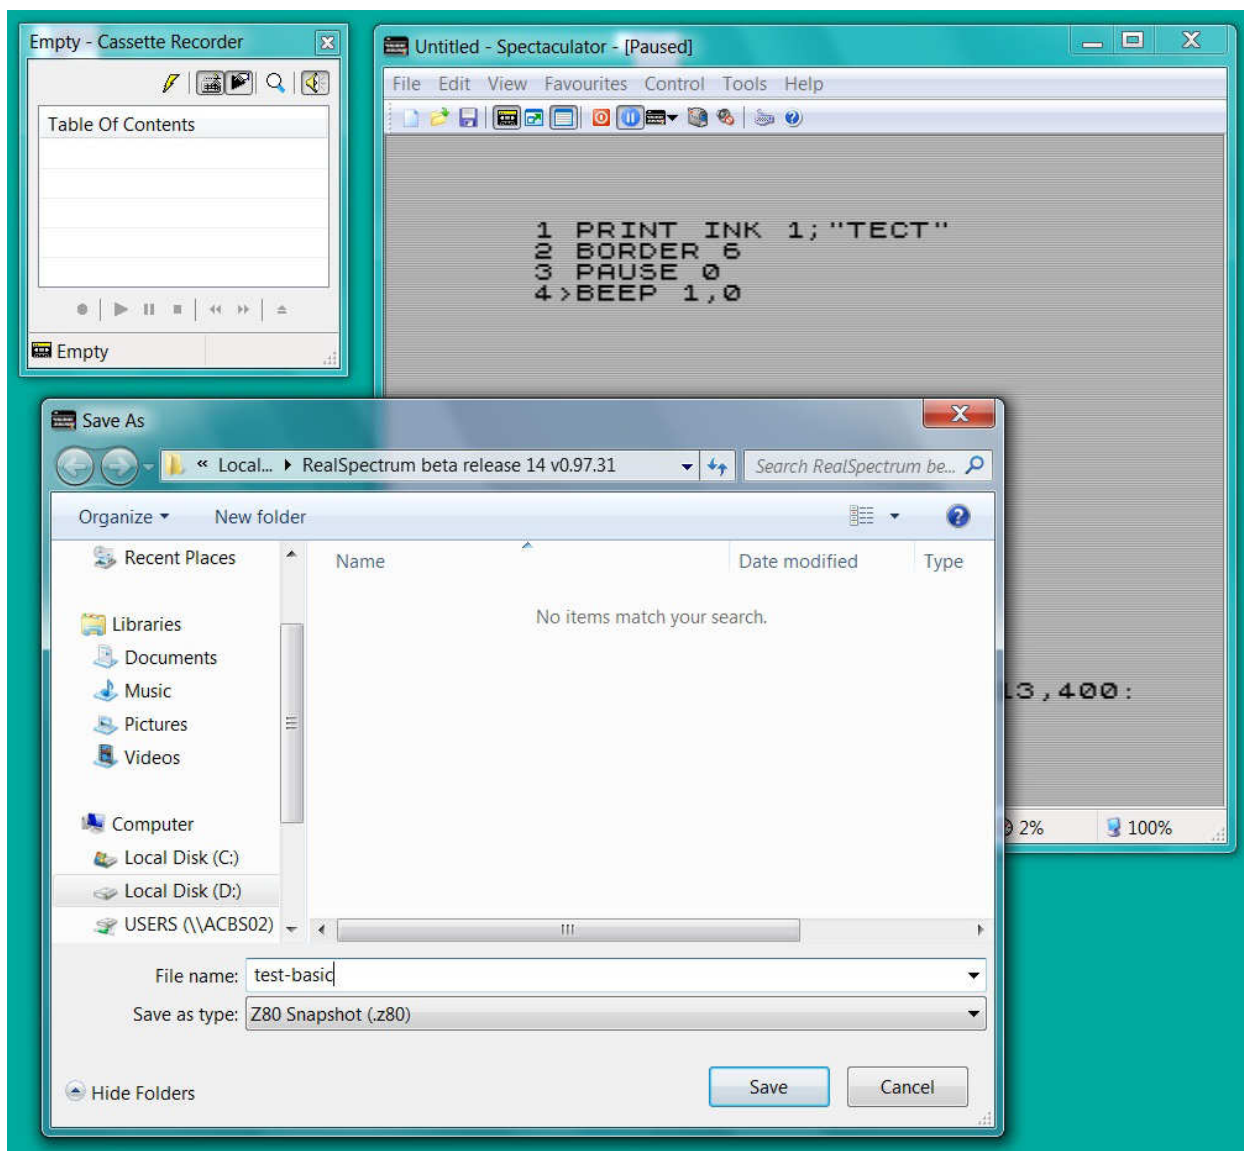 Empty - Cassette Recorder
Table Of Contents
Empty
Untitled - Spectaculator - [Paused]
File Edit View Favourites Control Tools Help
1 PRINT INK 1;"TECT"
2 BORDER 6
3 PAUSE 0
4>BEEP 1,0
13,400:
2% 100%
Save As
« Local... RealSpectrum beta release 14 v0.97.31 Search RealSpectrum be...
Organize New folder
Recent Places
Libraries
Documents
Music
Pictures
Videos
Computer
Local Disk (C:)
Local Disk (D:)
USERS (\\ACBS02)
Name Date modified Type
No items match your search.
File name: test-basic
Save as type: Z80 Snapshot (.z80)
Hide Folders Save Cancel